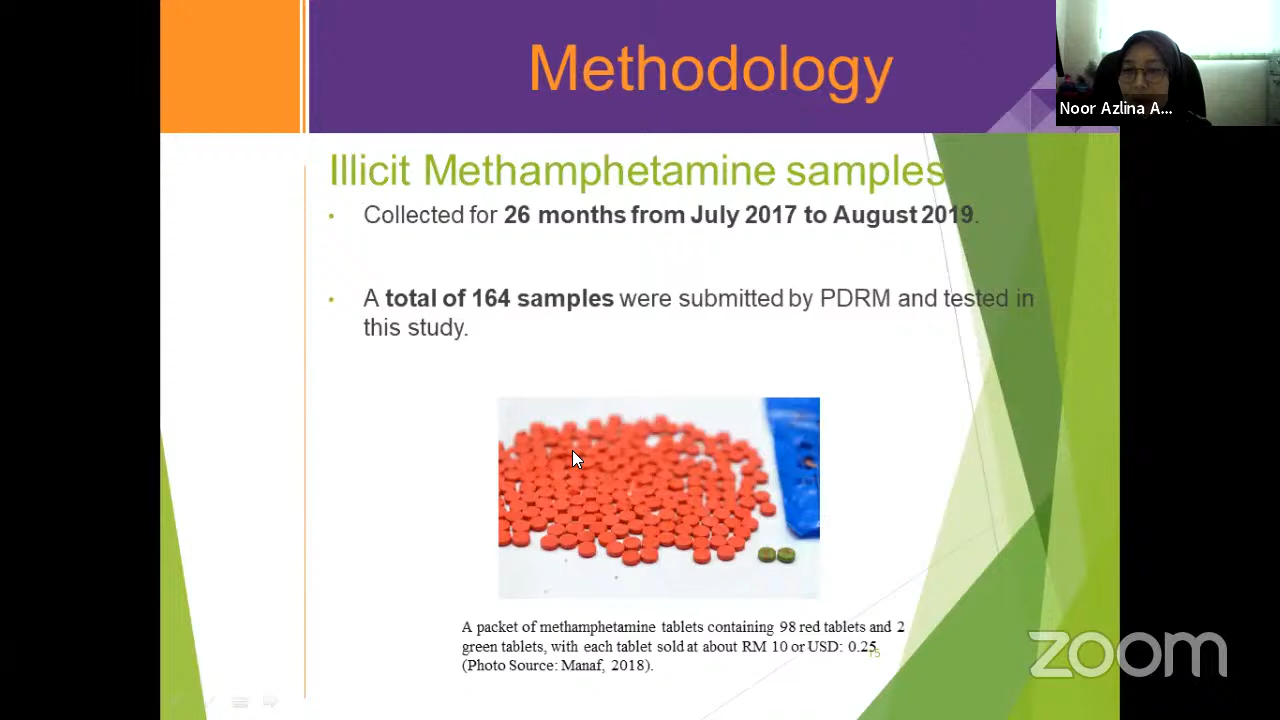 Methodology
Noor Azlina A...
Illicit Methamphetamine samples
• Collected for 26 months from July 2017 to August 2019.
• A total of 164 samples were submitted by PDRM and tested in
this study.
A packet of methamphetamine tablets containing 98 red tablets and 2
green tablets, with each tablet sold at about RM 10 or USD: 0.25
(Photo Source: Manaf, 2018).
15
zoom